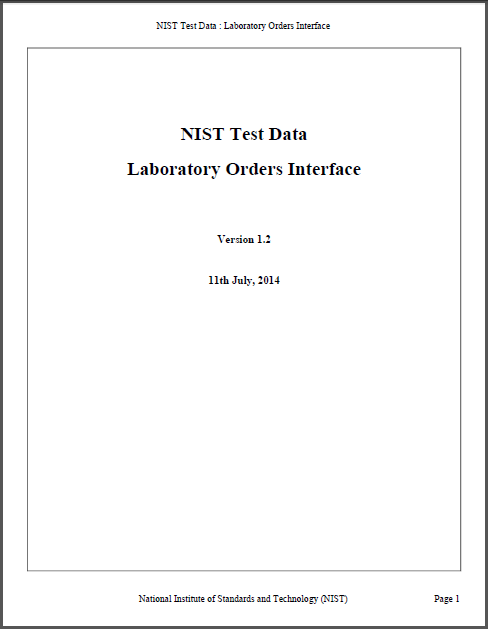 NIST Test Data : Laboratory Orders Interface
NIST Test Data
Laboratory Orders Interface
Version 1.2
11th July, 2014
National Institute of Standards and Technology (NIST) Page 1